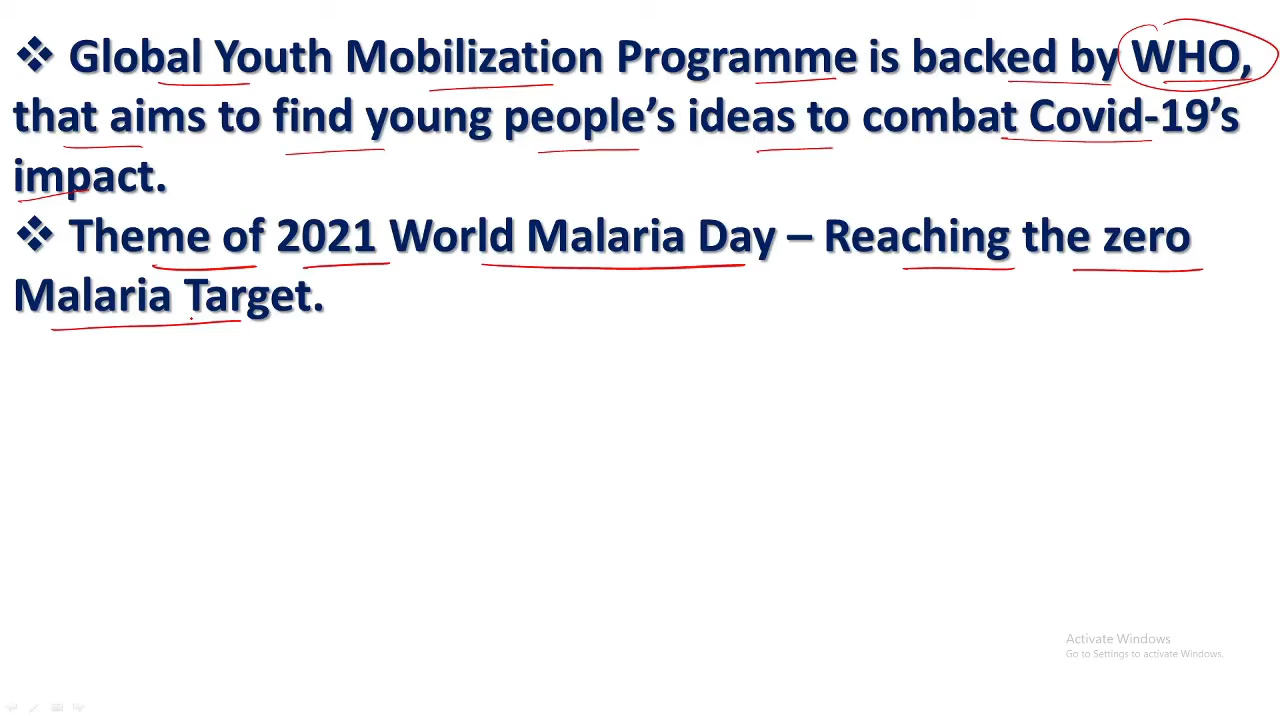 ❖ Global Youth Mobilization Programme is backed by WHO,
that aims to find young people’s ideas to combat Covid-19’s
impact.
❖ Theme of 2021 World Malaria Day – Reaching the zero
Malaria Target.
Activate Windows
Go to Settings to activate Windows.